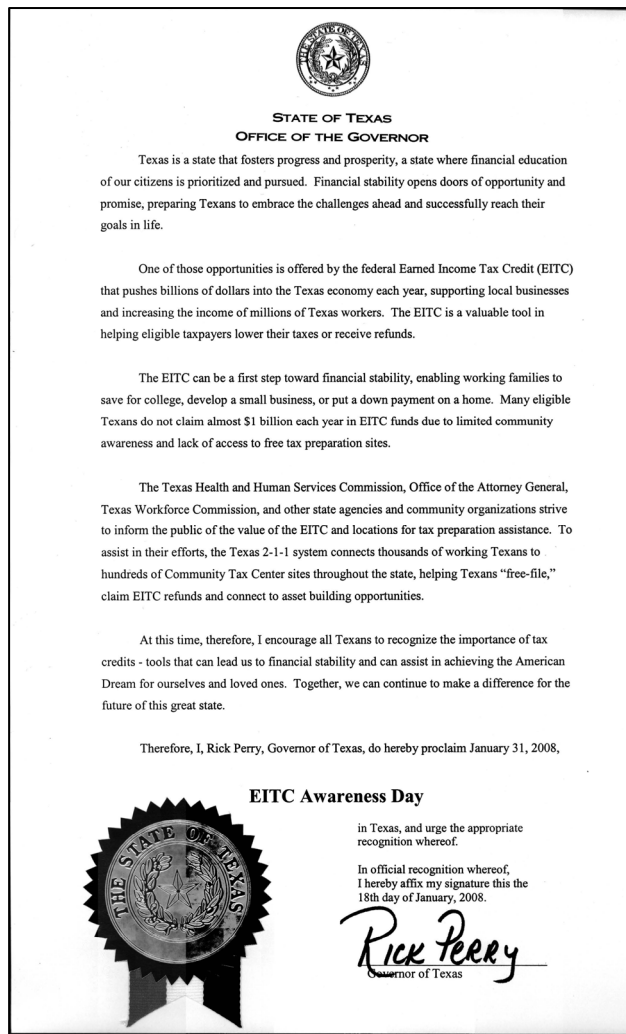 THE STATE OF TEXAS
STATE OF TEXAS
OFFICE OF THE GOVERNOR
Texas is a state that fosters progress and prosperity, a state where financial education
of our citizens is prioritized and pursued. Financial stability opens doors of opportunity and
promise, preparing Texans to embrace the challenges ahead and successfully reach their
goals in life.
One of those opportunities is offered by the federal Earned Income Tax Credit (EITC)
that pushes billions of dollars into the Texas economy each year, supporting local businesses
and increasing the income of millions of Texas workers. The EITC is a valuable tool in
helping eligible taxpayers lower their taxes or receive refunds.
The EITC can be a first step toward financial stability, enabling working families to
save for college, develop a small business, or put a down payment on a home. Many eligible
Texans do not claim almost $1 billion each year in EITC funds due to limited community
awareness and lack of access to free tax preparation sites.
The Texas Health and Human Services Commission, Office of the Attorney General,
Texas Workforce Commission, and other state agencies and community organizations strive
to inform the public of the value of the EITC and locations for tax preparation assistance. To
assist in their efforts, the Texas 2-1-1 system connects thousands of working Texans to
hundreds of Community Tax Center sites throughout the state, helping Texans “free-file,”
claim EITC refunds and connect to asset building opportunities.
At this time, therefore, I encourage all Texans to recognize the importance of tax
credits - tools that can lead us to financial stability and can assist in achieving the American
Dream for ourselves and loved ones. Together, we can continue to make a difference for the
future of this great state.
Therefore, I, Rick Perry, Governor of Texas, do hereby proclaim January 31, 2008,
EITC Awareness Day
in Texas, and urge the appropriate
recognition whereof.
In official recognition whereof,
I hereby affix my signature this the
18th day of January, 2008.
RICK PERRY
Governor of Texas
THE STATE OF TEXAS